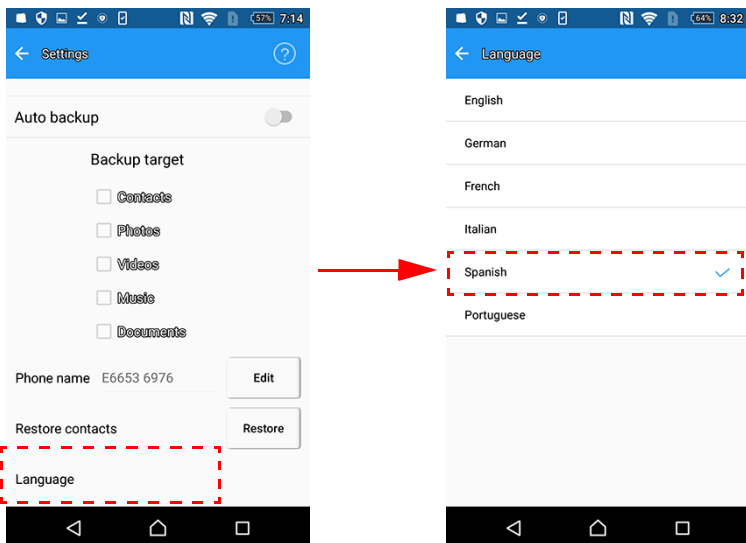 57% 7:14
Settings
?
Auto backup
Backup target
Contacts
Photos
Videos
Music
Documents
Phone name E6653 6976 Edit
Restore contacts Restore
Language
64% 8:32
Language
English
German
French
Italian
Spanish
Portuguese